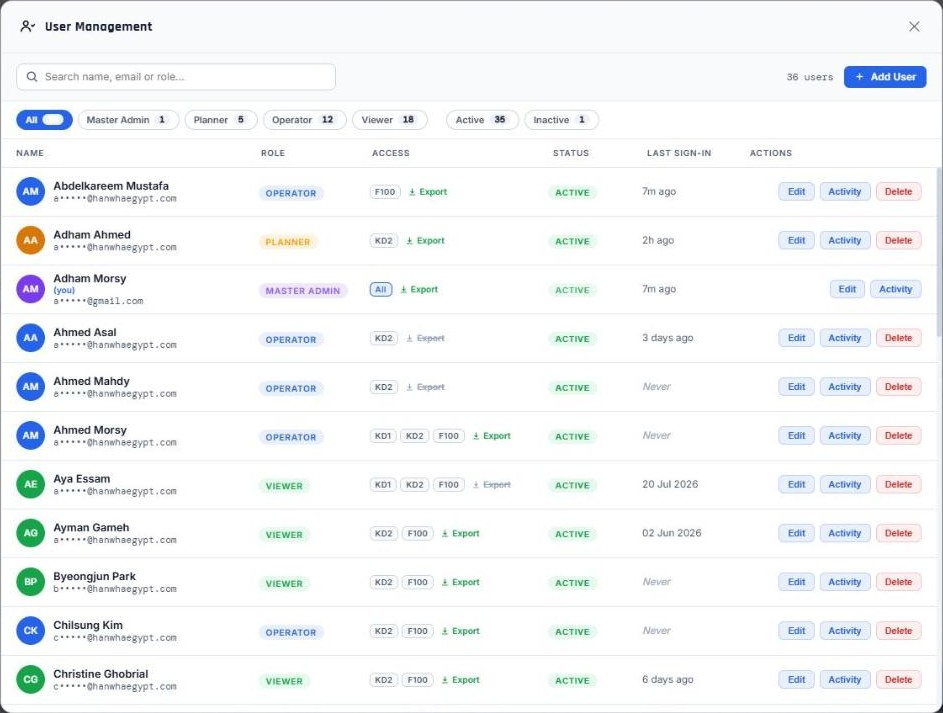 User Management
Search name, email or role...
36 users
+ Add User
All
Master Admin 1
Planner 5
Operator 12
Viewer 18
Active 35
Inactive 1
NAME ROLE ACCESS STATUS LAST SIGN-IN ACTIONS
AM Abdelkareem Mustafa OPERATOR F100 Export ACTIVE 7m ago Edit Activity Delete
a•••••@hanwhaegypt.com
AA Adham Ahmed PLANNER KD2 Export ACTIVE 2h ago Edit Activity Delete
a•••••@hanwhaegypt.com
AM Adham Morsy MASTER ADMIN All Export ACTIVE 7m ago Edit Activity
(you)
a•••••@gmail.com
AA Ahmed Asal OPERATOR KD2 Export ACTIVE 3 days ago Edit Activity Delete
a•••••@hanwhaegypt.com
AM Ahmed Mahdy OPERATOR KD2 Export ACTIVE Never Edit Activity Delete
a•••••@hanwhaegypt.com
AM Ahmed Morsy OPERATOR KD1 KD2 F100 Export ACTIVE Never Edit Activity Delete
a•••••@hanwhaegypt.com
AE Aya Essam VIEWER KD1 KD2 F100 Export ACTIVE 20 Jul 2026 Edit Activity Delete
a•••••@hanwhaegypt.com
AG Ayman Gameh VIEWER KD2 F100 Export ACTIVE 02 Jun 2026 Edit Activity Delete
a•••••@hanwhaegypt.com
BP Byeongjun Park VIEWER KD2 F100 Export ACTIVE Never Edit Activity Delete
b•••••@hanwhaegypt.com
CK Chilsung Kim OPERATOR KD2 F100 Export ACTIVE Never Edit Activity Delete
c•••••@hanwhaegypt.com
CG Christine Ghobrial VIEWER KD2 F100 Export ACTIVE 6 days ago Edit Activity Delete
c•••••@hanwhaegypt.com